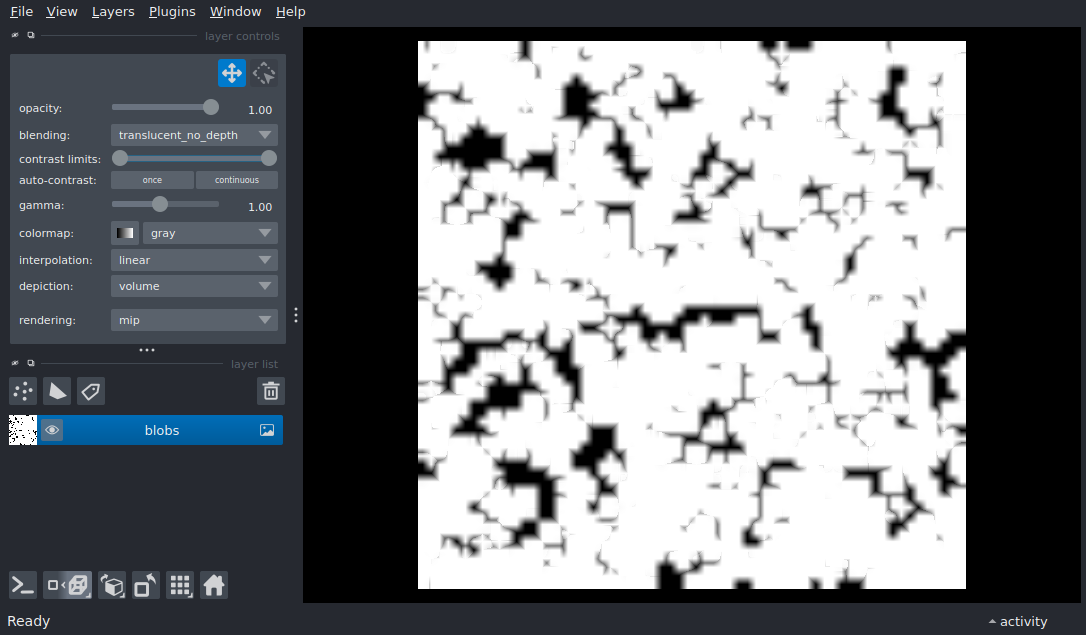 File View Layers Plugins Window Help
layer controls
opacity: 1.00
blending: translucent_no_depth
contrast limits:
auto-contrast: once continuous
gamma: 1.00
colormap: gray
interpolation: linear
depiction: volume
rendering: mip
layer list
blobs
Ready activity